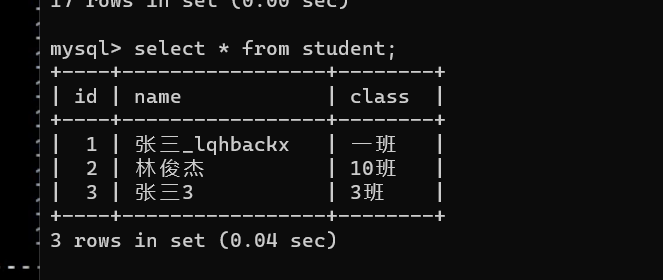 17 rows in set (0.00 sec)
mysql> select * from student;
+----+-----------------+--------+
| id | name | class |
+----+-----------------+--------+
| 1 | 张三_lqhbackx | 一班 |
| 2 | 林俊杰 | 10班 |
| 3 | 张三3 | 3班 |
+----+-----------------+--------+
3 rows in set (0.04 sec)